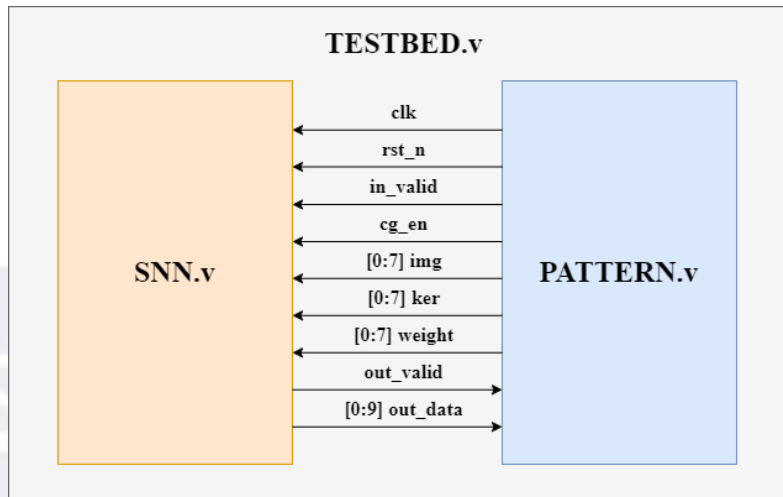 TESTBED.v
clk
rst_n
in_valid
cg_en
[0:7] img
SNN.v
PATTERN.v
[0:7] ker
[0:7] weight
out_valid
[0:9] out_data